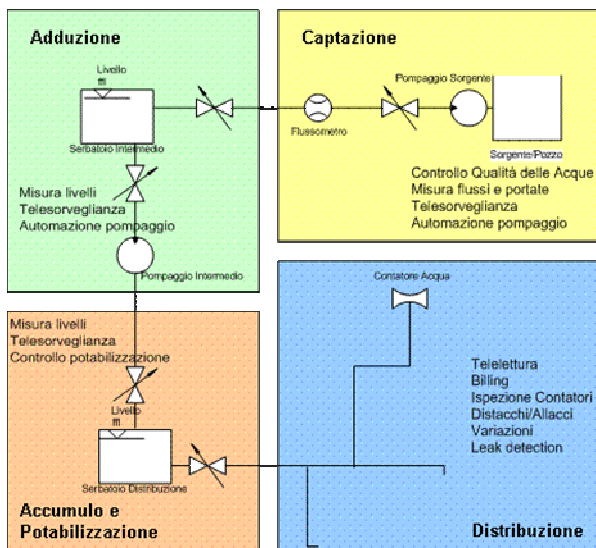 Adduzione
Livello
Serbatoio Intermedio
Misura livelli
Telesorveglianza
Automazione pompaggio
Pompaggio Intermedio
Captazione
Pompaggio Sorgente
Flussometro
Sorgente/Pozzo
Controllo Qualità delle Acque
Misura flussi e portate
Telesorveglianza
Automazione pompaggio
Misura livelli
Telesorveglianza
Controllo potabilizzazione
Livello
Serbatoio Distribuzione
Accumulo e
Potabilizzazione
Contatore Acqua
Telelettura
Billing
Ispezione Contatori
Distacchi/Allacci
Variazioni
Leak detection
Distribuzione